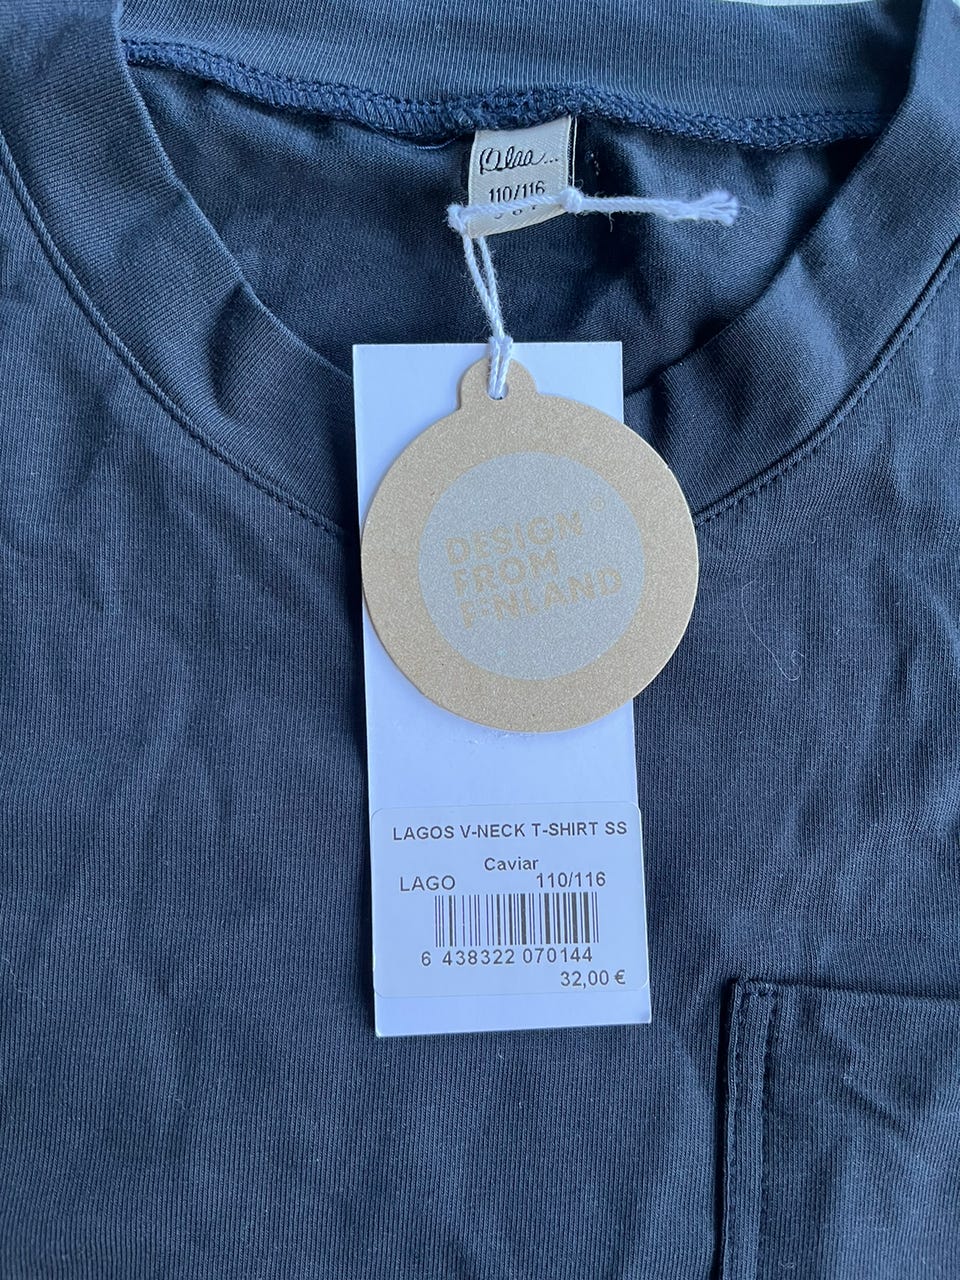 110/116
DESIGN®
FROM
FINLAND
LAGOS V-NECK T-SHIRT SS
Caviar
LAGO 110/116
6 438322 070144
32,00 €